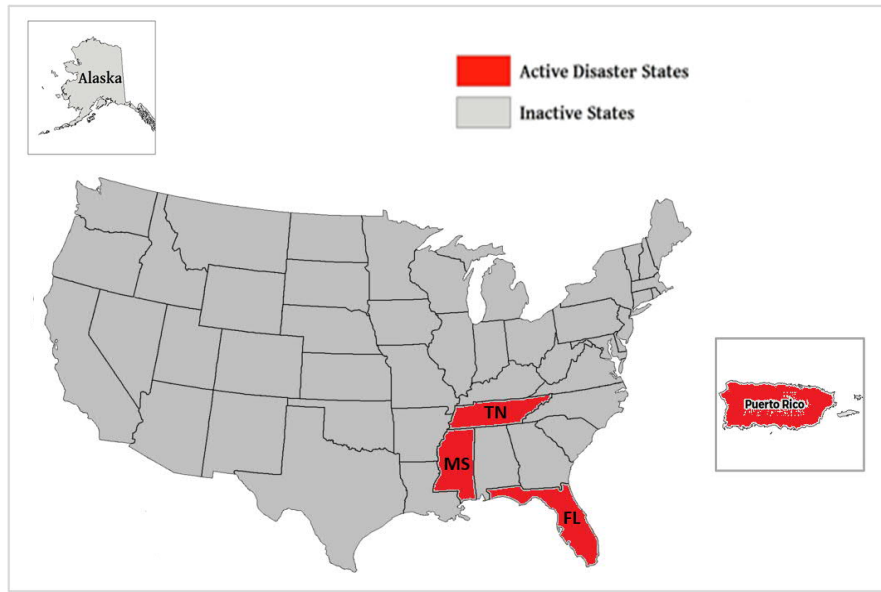 Alaska
Active Disaster States
Inactive States
TN
MS
FL
Puerto Rico